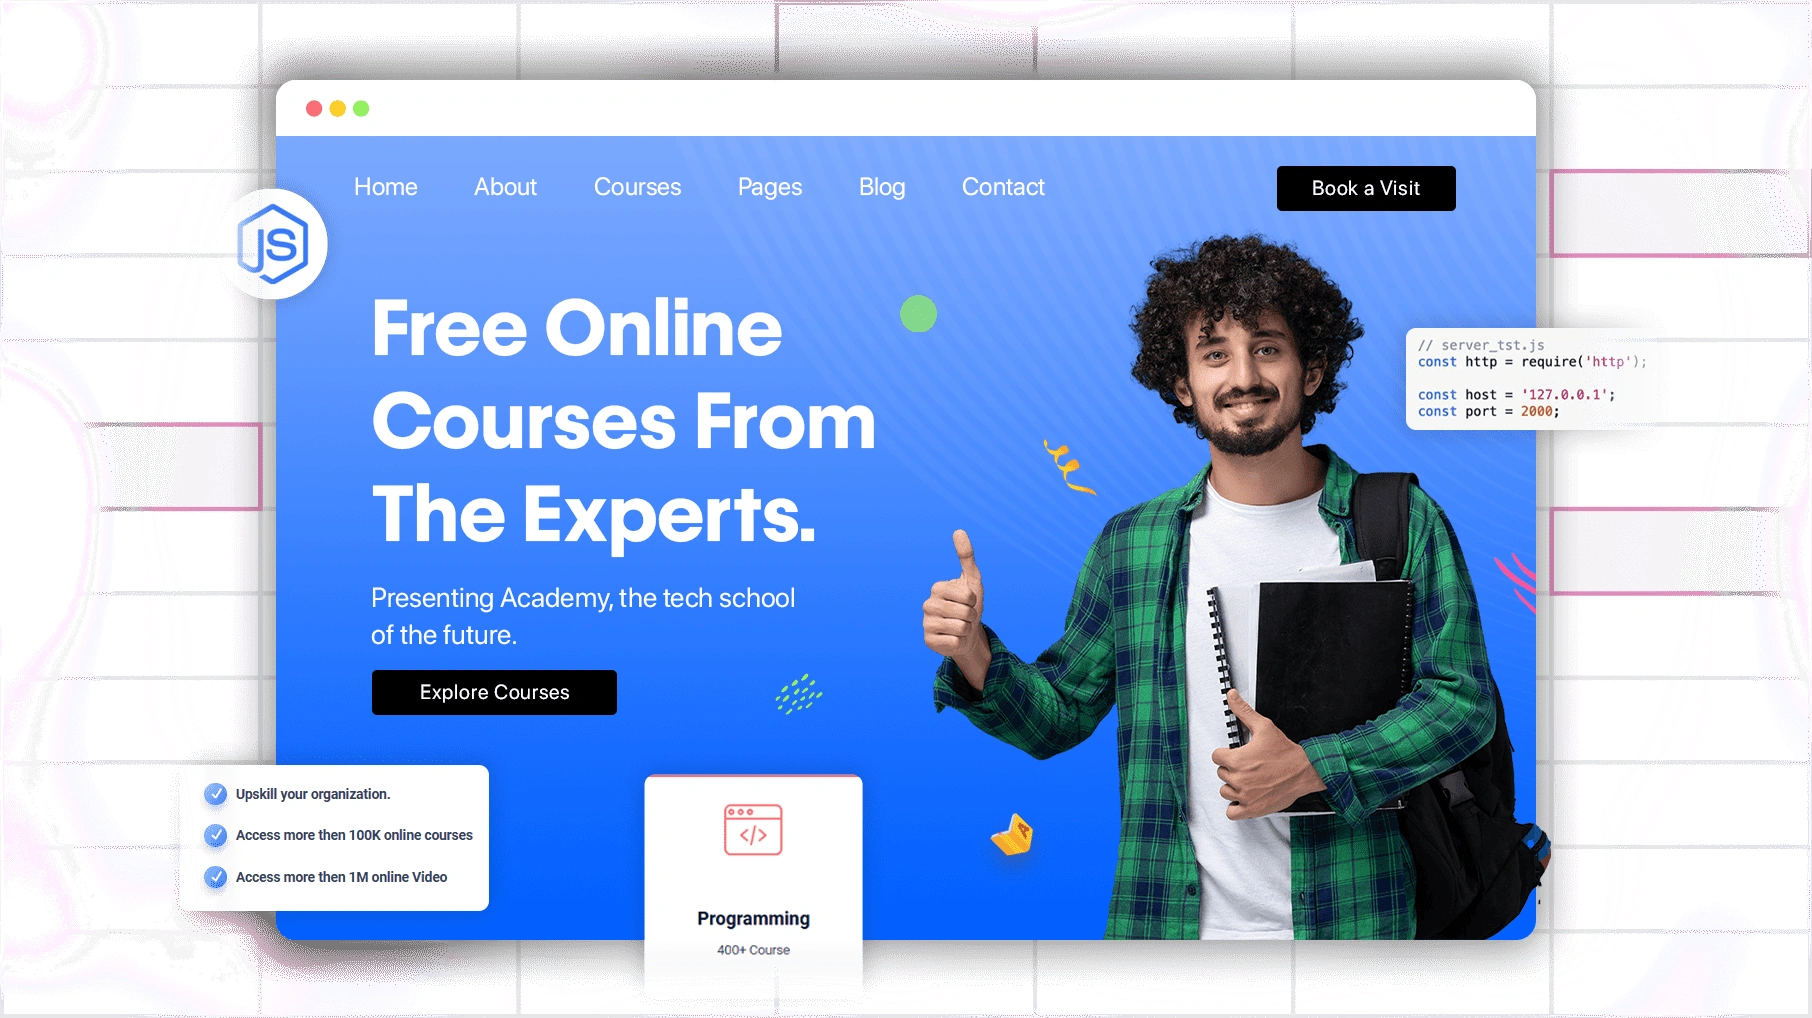 Home About Courses Pages Blog Contact
Book a Visit
JS
Free Online
Courses From
The Experts.
// server_tst.js
const http = require('http');
const host = '127.0.0.1';
const port = 2000;
Presenting Academy, the tech school
of the future.
Explore Courses
Upskill your organization.
Access more then 100K online courses
Access more then 1M online Video
</>
Programming
400+ Course
A